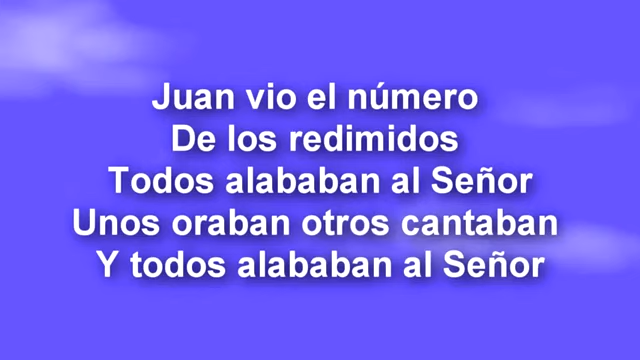 Juan vio el número
De los redimidos
Todos alababan al Señor
Unos oraban otros cantaban
Y todos alababan al Señor